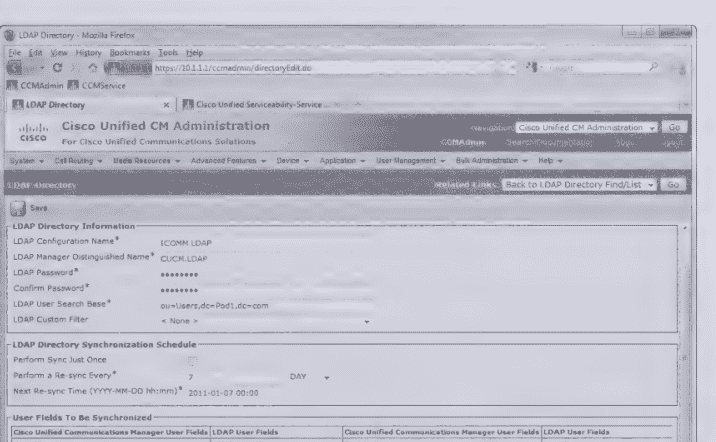 LDAP Directory - Mozilla Firefox
File Edit View History Bookmarks Tools Help
https://10.1.1.1/ccmadmin/directoryEdit.do
CCMAdmin CCMService
LDAP Directory × Cisco Unified Serviceability-Service ...
CISCO Cisco Unified CM Administration
For Cisco Unified Communications Solutions
Navigation Cisco Unified CM Administration Go
CCMAdmin Search Documentation
System Call Routing Media Resources Advanced Features Device Application User Management Bulk Administration Help
LDAP Directory Related Links: Back to LDAP Directory Find/List Go
Save
LDAP Directory Information
LDAP Configuration Name* ICOMM LDAP
LDAP Manager Distinguished Name* CUCM-LDAP
LDAP Password* ••••••••
Confirm Password* ••••••••
LDAP User Search Base* ou=Users,dc=Pod1,dc=com
LDAP Custom Filter < None >
LDAP Directory Synchronization Schedule
Perform Sync Just Once
Perform a Re-sync Every* 7 DAY
Next Re-sync Time (YYYY-MM-DD hh:mm)* 2011-01-07 00:00
User Fields To Be Synchronized
Cisco Unified Communications Manager User Fields LDAP User Fields Cisco Unified Communications Manager User Fields LDAP User Fields